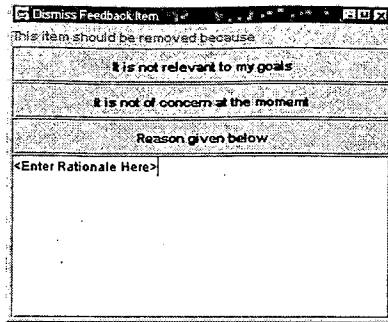 Dismiss Feedback Item
This item should be removed because
It is not relevant to my goals
It is not of concern at the moment
Reason given below
<Enter Rationale Here>